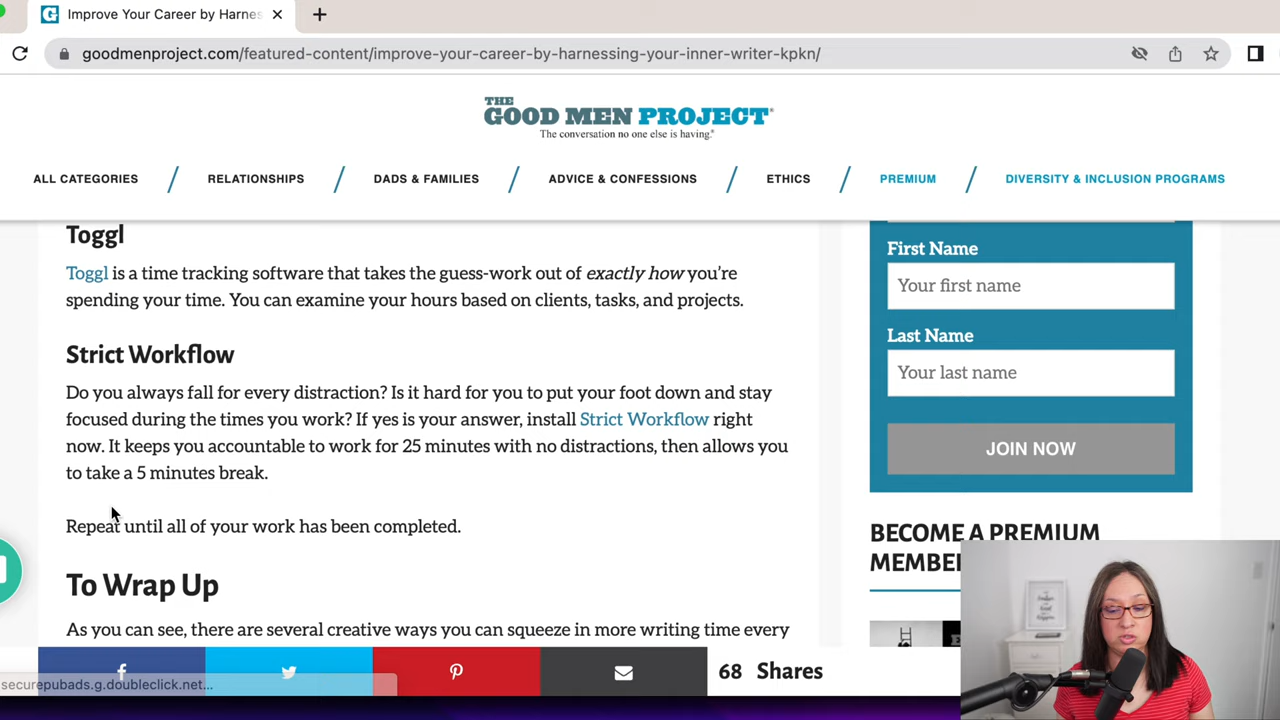 Improve Your Career by Harnes
goodmenproject.com/featured-content/improve-your-career-by-harnessing-your-inner-writer-kpkn/
THE
GOOD MEN PROJECT®
The conversation no one else is having.®
ALL CATEGORIES / RELATIONSHIPS / DADS & FAMILIES / ADVICE & CONFESSIONS / ETHICS / PREMIUM / DIVERSITY & INCLUSION PROGRAMS
Toggl
Toggl is a time tracking software that takes the guess-work out of exactly how you’re
spending your time. You can examine your hours based on clients, tasks, and projects.
Strict Workflow
Do you always fall for every distraction? Is it hard for you to put your foot down and stay
focused during the times you work? If yes is your answer, install Strict Workflow right
now. It keeps you accountable to work for 25 minutes with no distractions, then allows you
to take a 5 minutes break.
Repeat until all of your work has been completed.
To Wrap Up
As you can see, there are several creative ways you can squeeze in more writing time every
First Name
Your first name
Last Name
Your last name
JOIN NOW
BECOME A PREMIUM
MEMBER
68 Shares
securepubads.g.doubleclick.net...